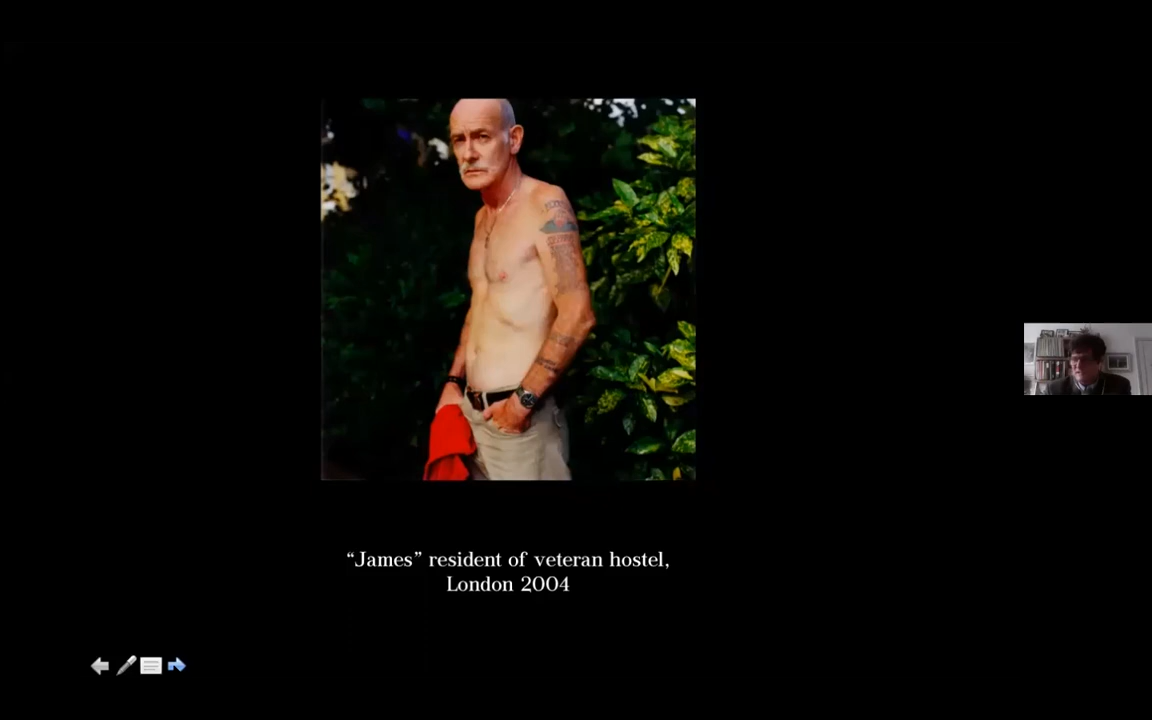 “James” resident of veteran hostel,
London 2004